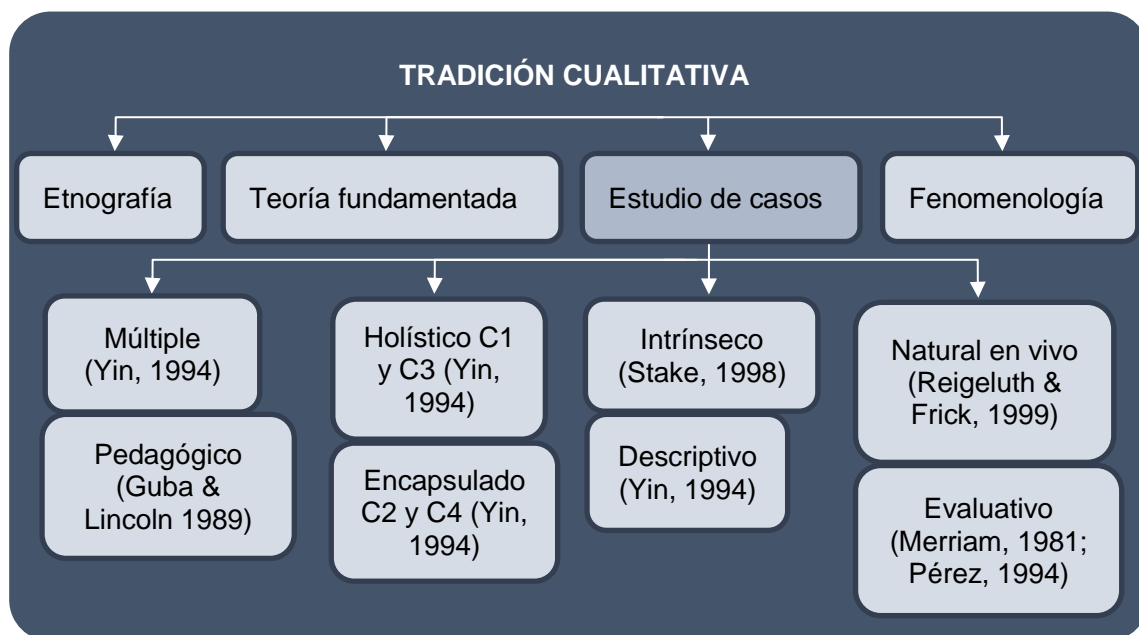 TRADICIÓN CUALITATIVA
Etnografía
Teoría fundamentada
Estudio de casos
Fenomenología
Múltiple
(Yin, 1994)
Pedagógico
(Guba &
Lincoln 1989)
Holístico C1
y C3 (Yin,
1994)
Encapsulado
C2 y C4 (Yin,
1994)
Intrínseco
(Stake, 1998)
Descriptivo
(Yin, 1994)
Natural en vivo
(Reigeluth &
Frick, 1999)
Evaluativo
(Merriam, 1981;
Pérez, 1994)